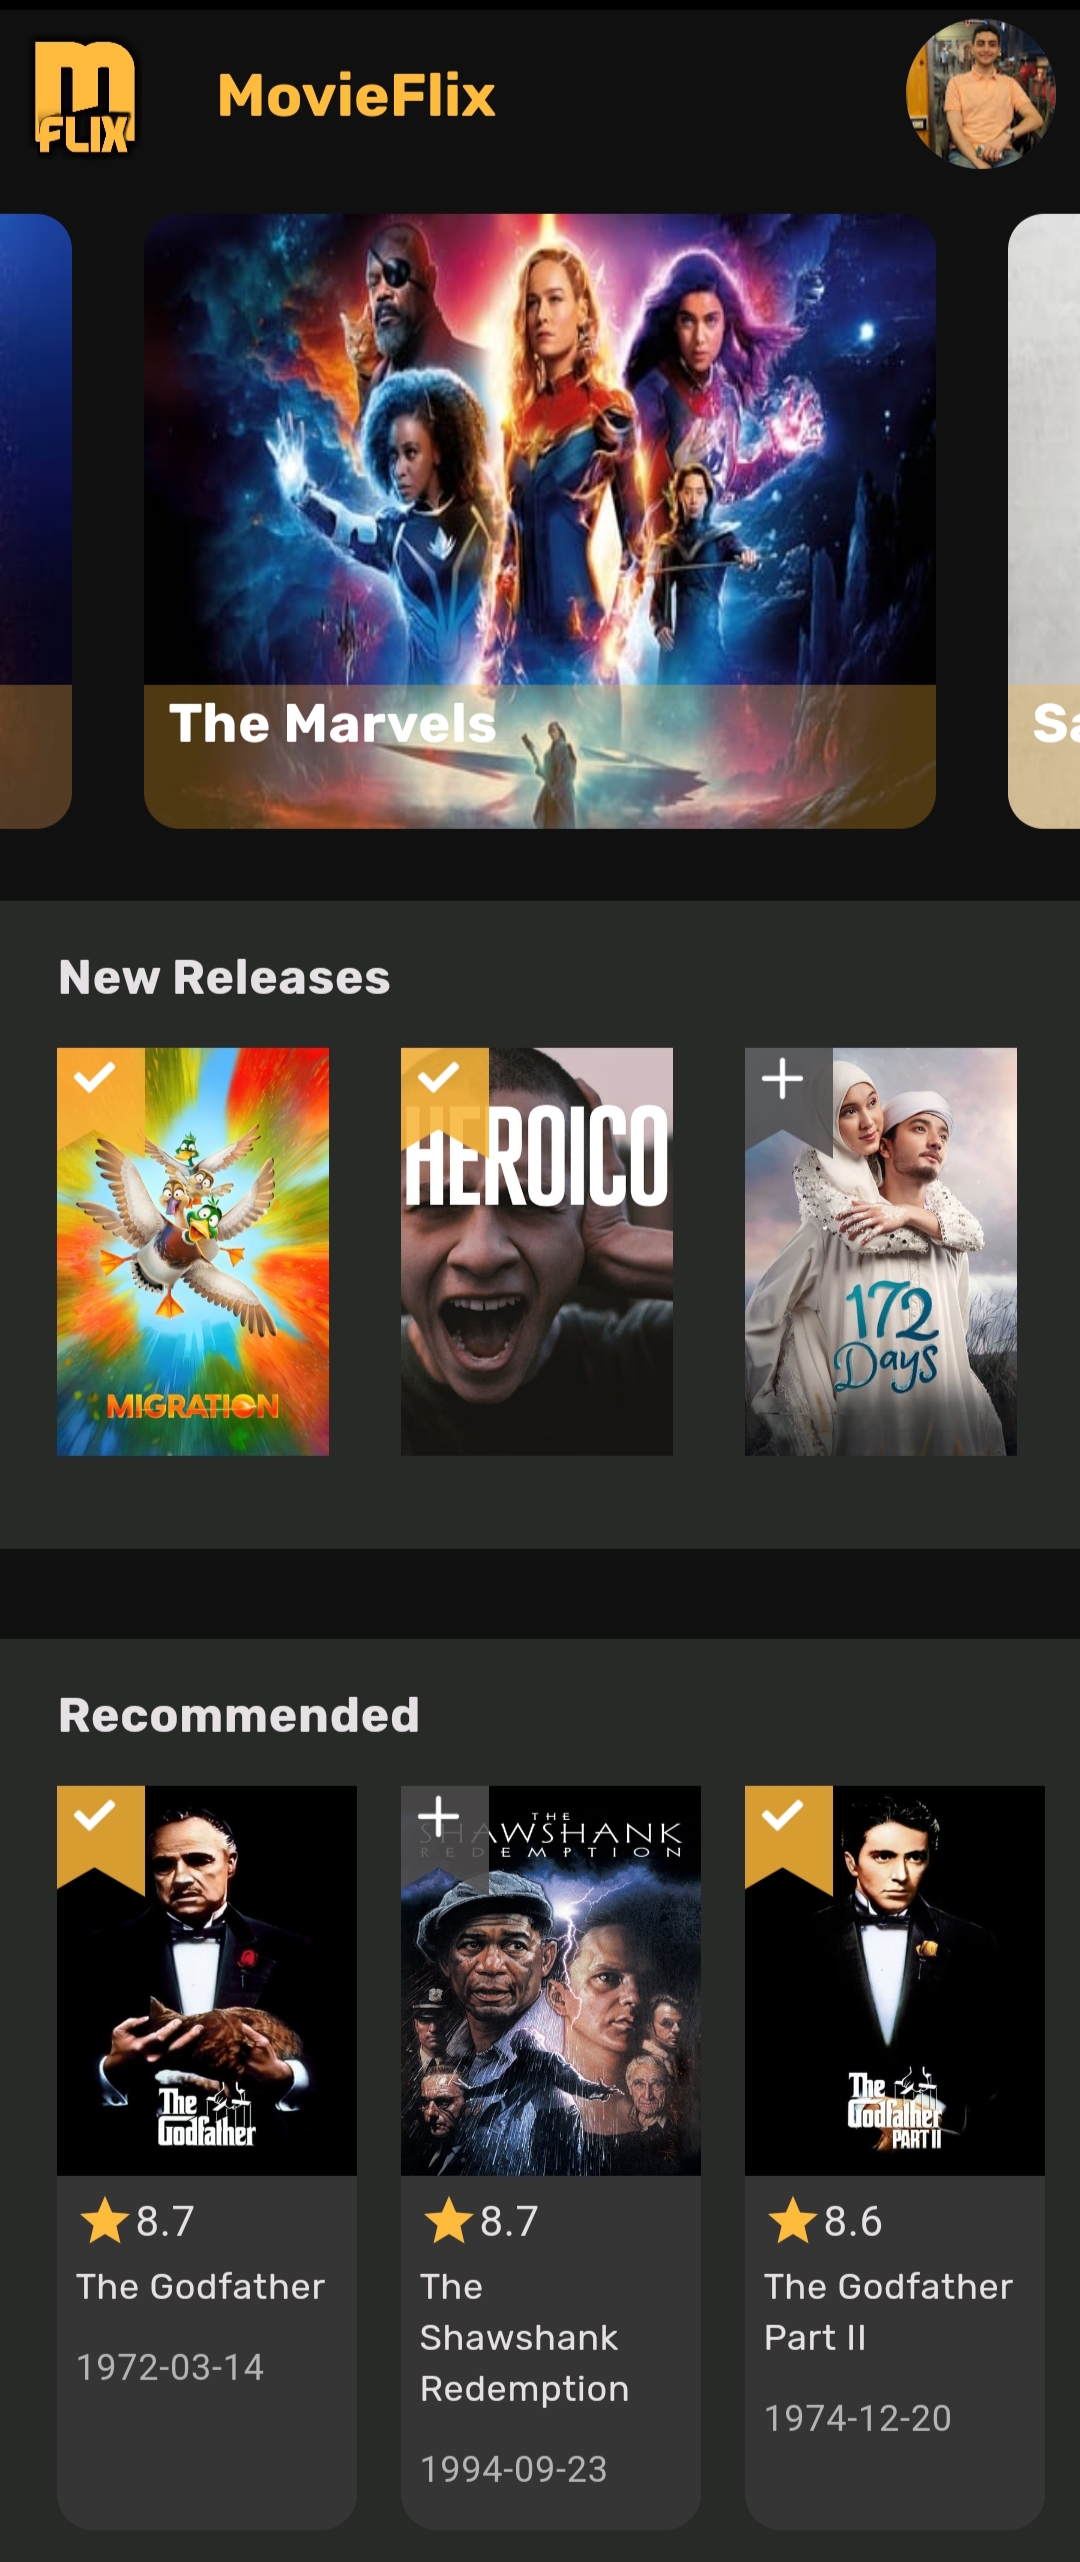 m
FLIX
MovieFlix
The Marvels
Sa
New Releases
MIGRATION
HEROICO
172
Days
Recommended
The
Godfather
THE
SHAWSHANK
REDEMPTION
The
Godfather
PART II
8.7
The Godfather
1972-03-14
8.7
The
Shawshank
Redemption
1994-09-23
8.6
The Godfather
Part II
1974-12-20